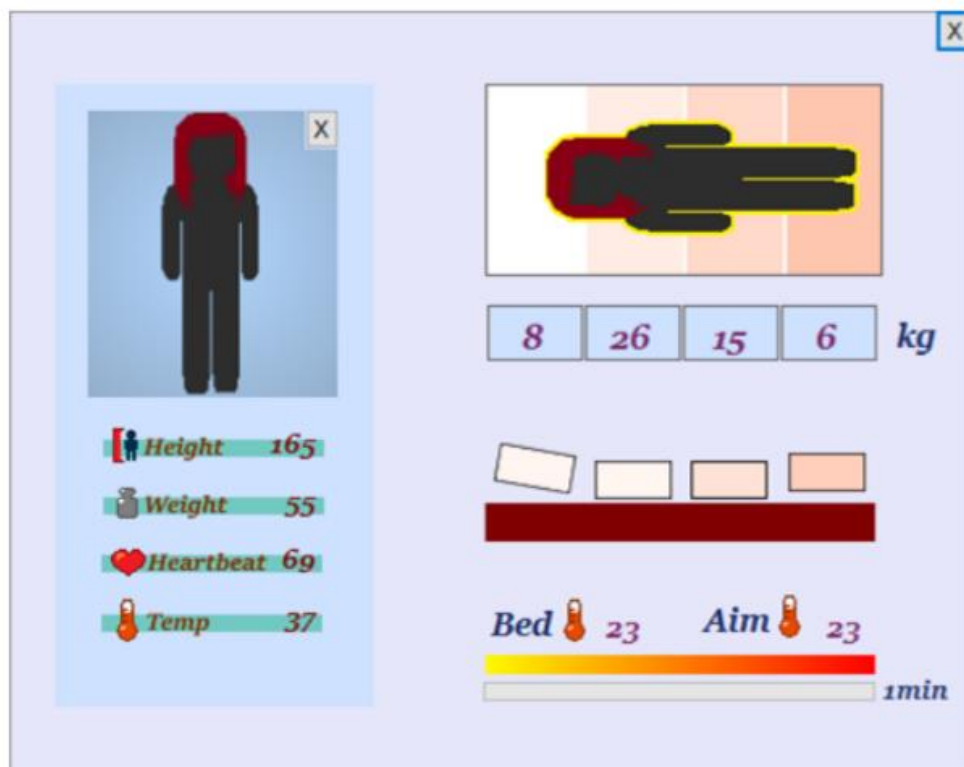 X
X
Height 165
Weight 55
Heartbeat 69
Temp 37
8 26 15 6 kg
Bed 23 Aim 23
1min